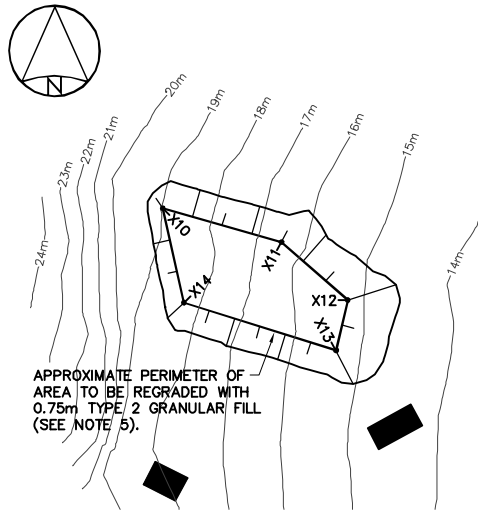 N
20m
19m
18m
17m
16m
15m
14m
21m
22m
23m
24m
X10
X11
X12
X13
X14
APPROXIMATE PERIMETER OF
AREA TO BE REGRADED WITH
0.75m TYPE 2 GRANULAR FILL
(SEE NOTE 5).